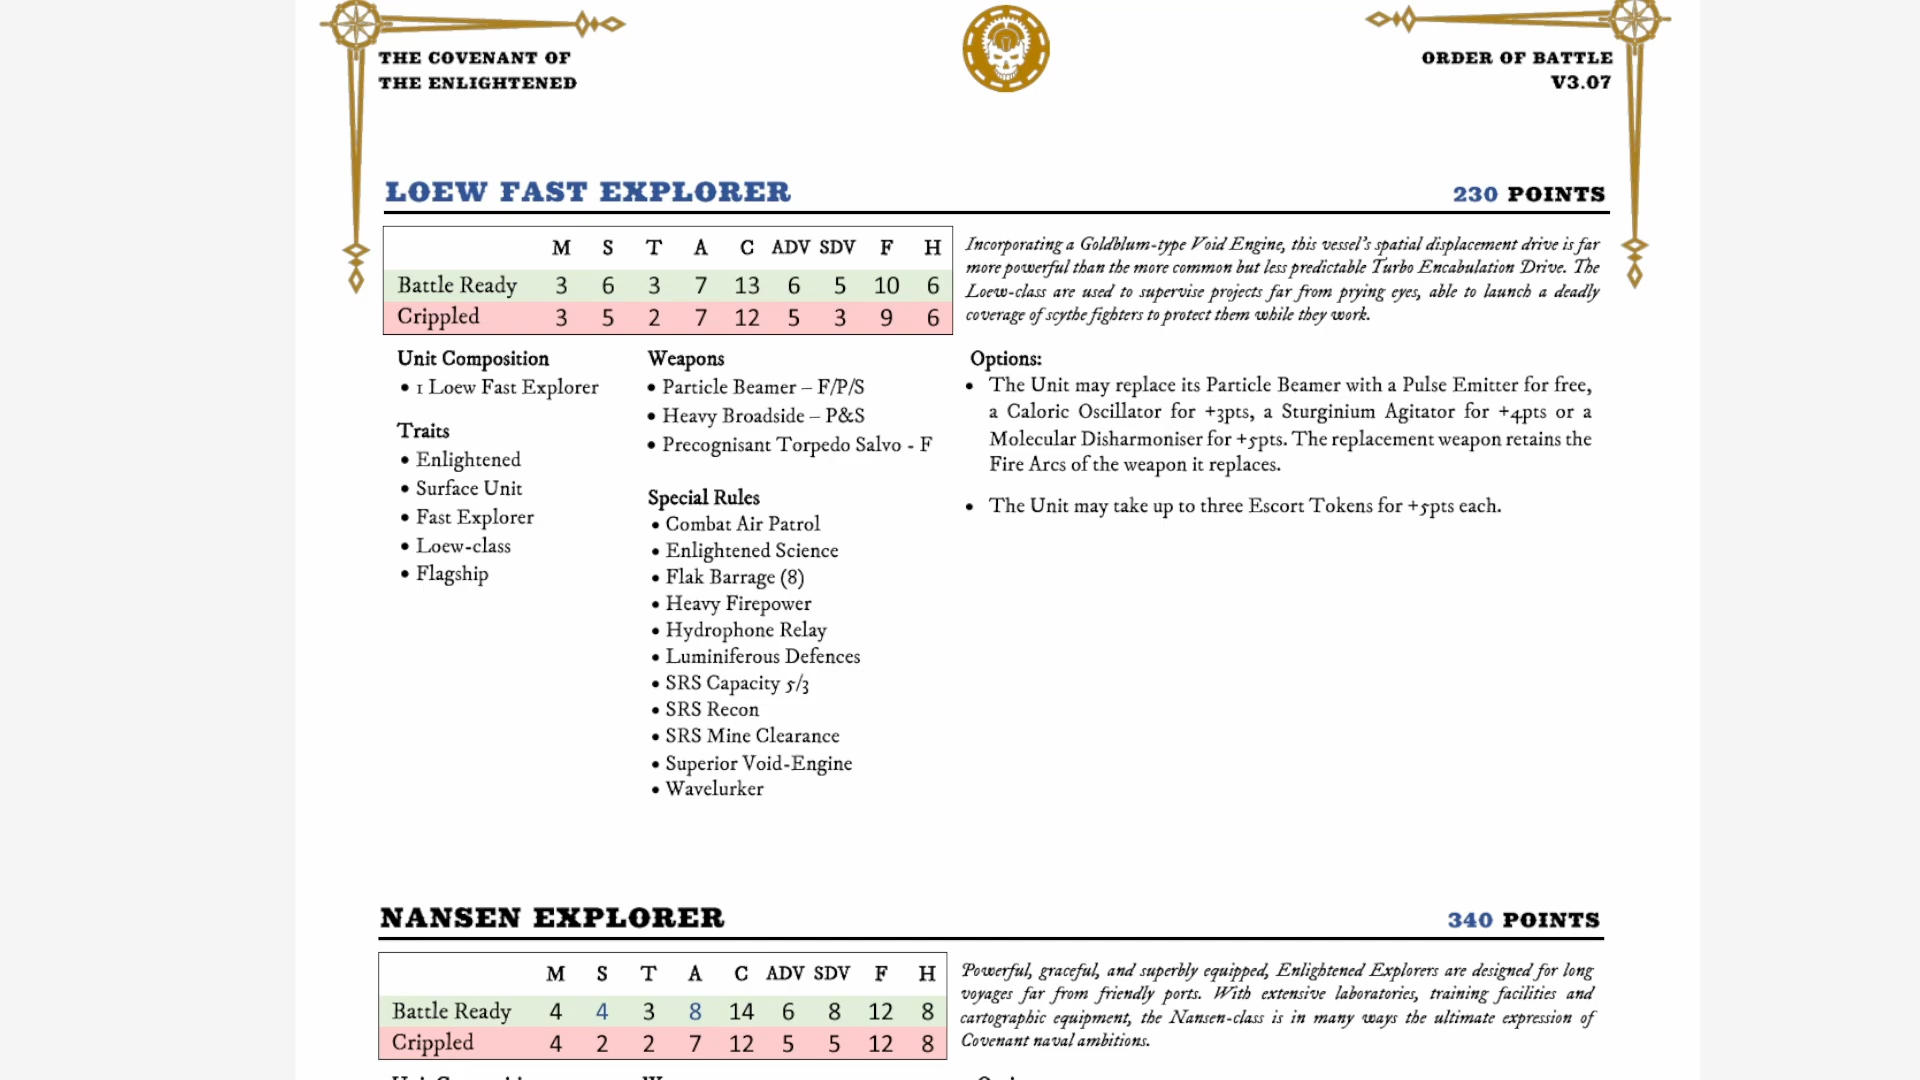 THE COVENANT OF
THE ENLIGHTENED
ORDER OF BATTLE
V3.07
LOEW FAST EXPLORER
230 POINTS
M S T A C ADV SDV F H
Battle Ready 3 6 3 7 13 6 5 10 6
Crippled 3 5 2 7 12 5 3 9 6
Incorporating a Goldblum-type Void Engine, this vessel's spatial displacement drive is far
more powerful than the more common but less predictable Turbo Encabulation Drive. The
Loew-class are used to supervise projects far from prying eyes, able to launch a deadly
coverage of scythe fighters to protect them while they work.
Unit Composition
• 1 Loew Fast Explorer
Traits
• Enlightened
• Surface Unit
• Fast Explorer
• Loew-class
• Flagship
Weapons
• Particle Beamer – F/P/S
• Heavy Broadside – P&S
• Precognisant Torpedo Salvo - F
Special Rules
• Combat Air Patrol
• Enlightened Science
• Flak Barrage (8)
• Heavy Firepower
• Hydrophone Relay
• Luminiferous Defences
• SRS Capacity 5/3
• SRS Recon
• SRS Mine Clearance
• Superior Void-Engine
• Wavelurker
Options:
• The Unit may replace its Particle Beamer with a Pulse Emitter for free,
a Caloric Oscillator for +3pts, a Sturginium Agitator for +4pts or a
Molecular Disharmoniser for +5pts. The replacement weapon retains the
Fire Arcs of the weapon it replaces.
• The Unit may take up to three Escort Tokens for +5pts each.
NANSEN EXPLORER
340 POINTS
M S T A C ADV SDV F H
Battle Ready 4 4 3 8 14 6 8 12 8
Crippled 4 2 2 7 12 5 5 12 8
Powerful, graceful, and superbly equipped, Enlightened Explorers are designed for long
voyages far from friendly ports. With extensive laboratories, training facilities and
cartographic equipment, the Nansen-class is in many ways the ultimate expression of
Covenant naval ambitions.